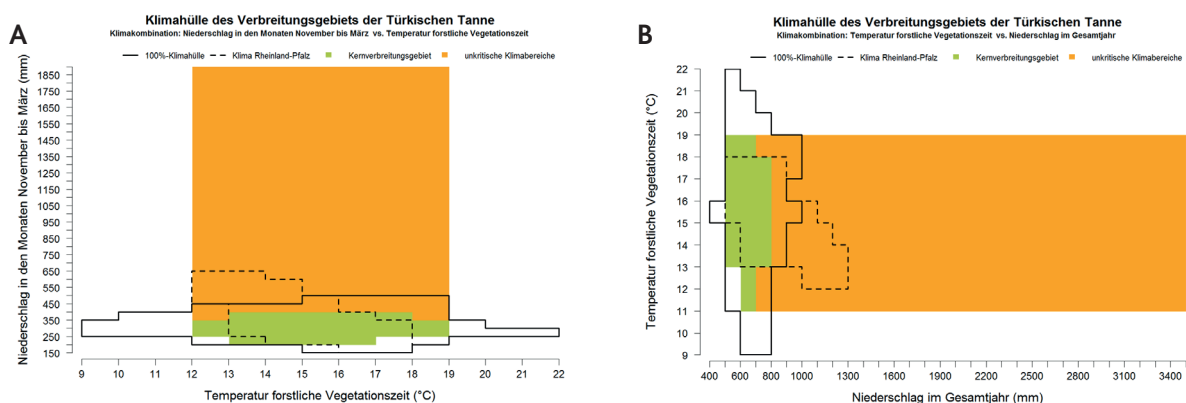 A
Klimahülle des Verbreitungsgebiets der Türkischen Tanne
Klimakombination: Niederschlag in den Monaten November bis März vs. Temperatur forstliche Vegetationszeit
100%-Klimahülle Klima Rheinland-Pfalz Kernverbreitungsgebiet unkritische Klimabereiche
Niederschlag in den Monaten November bis März (mm)
1850
1750
1650
1550
1450
1350
1250
1150
1050
950
850
750
650
550
450
350
250
150
9 10 11 12 13 14 15 16 17 18 19 20 21 22
Temperatur forstliche Vegetationszeit (°C)
B
Klimahülle des Verbreitungsgebiets der Türkischen Tanne
Klimakombination: Temperatur forstliche Vegetationszeit vs. Niederschlag im Gesamtjahr
100%-Klimahülle Klima Rheinland-Pfalz Kernverbreitungsgebiet unkritische Klimabereiche
Temperatur forstliche Vegetationszeit (°C)
22
21
20
19
18
17
16
15
14
13
12
11
10
9
400 600 800 1000 1300 1600 1900 2200 2500 2800 3100 3400
Niederschlag im Gesamtjahr (mm)